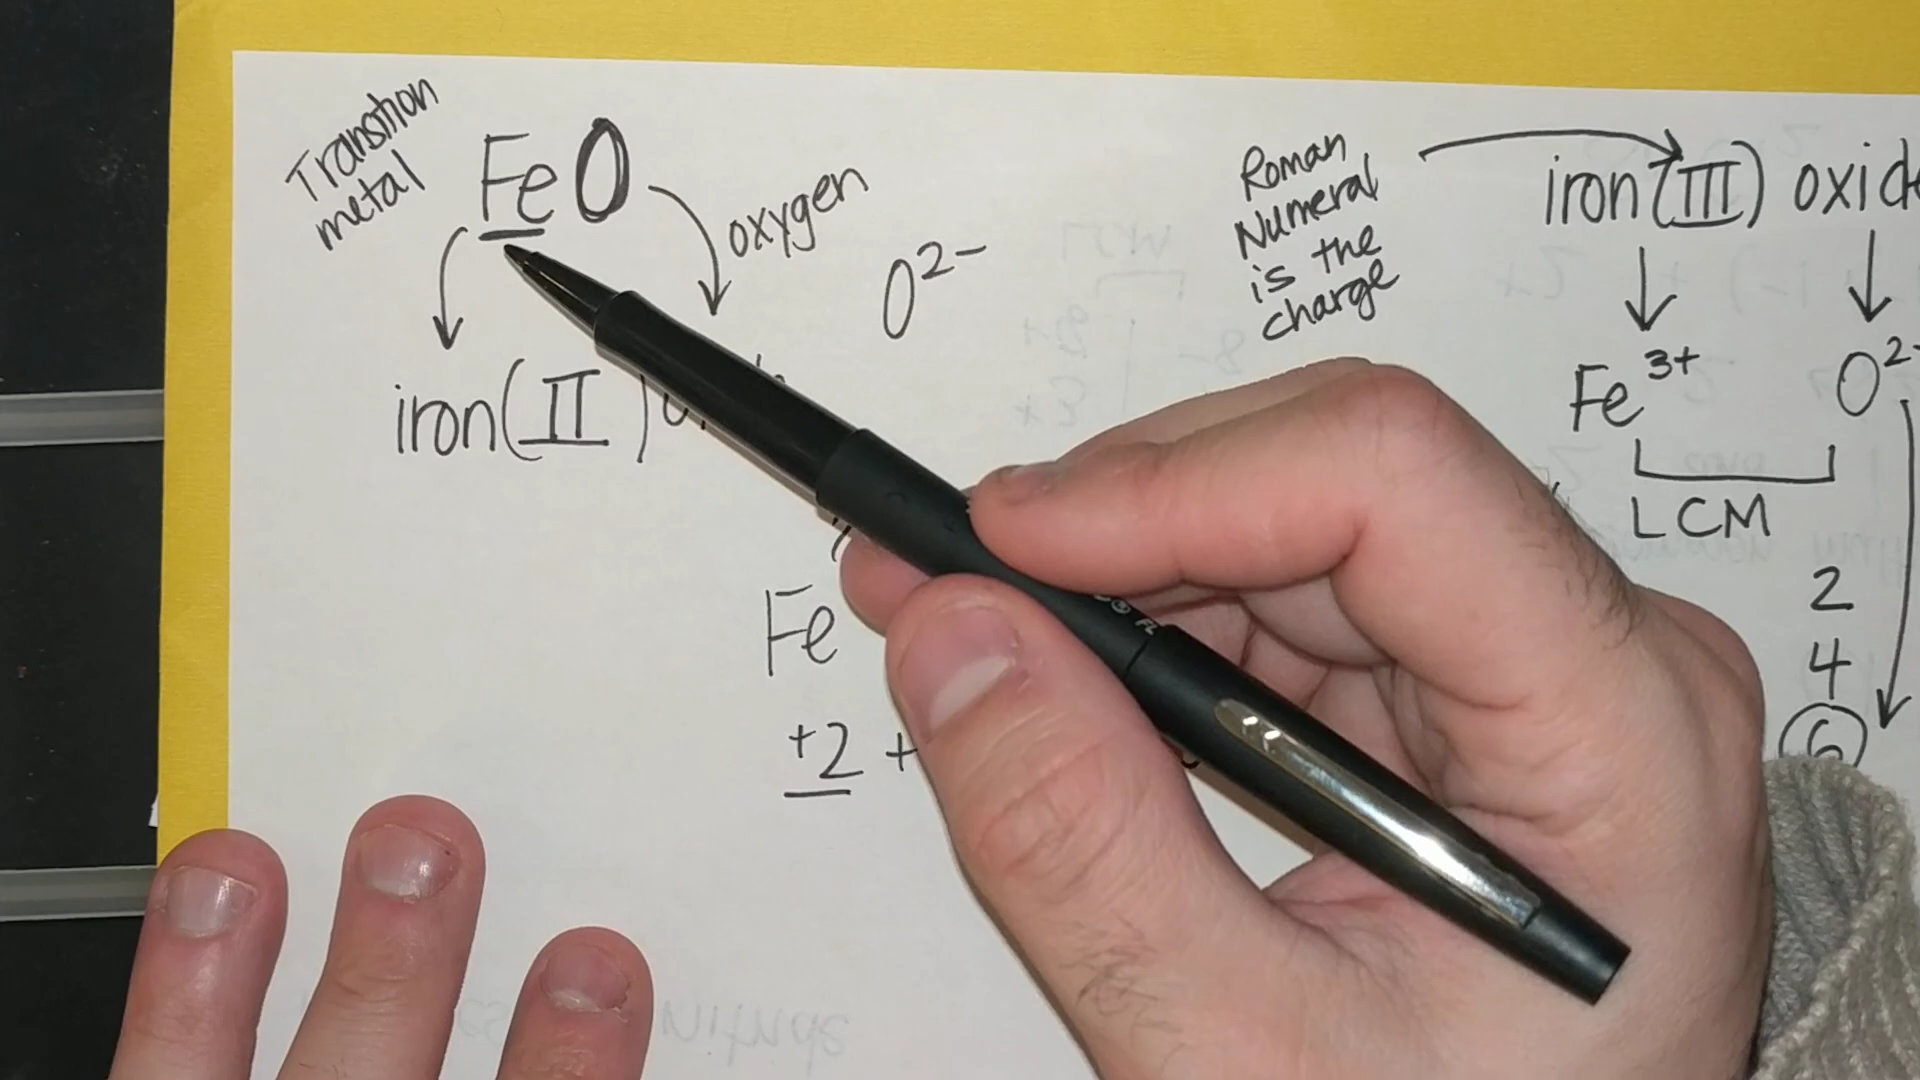 Transition
metal
FeO
oxygen
O²⁻
iron(II)
Fe
+2 +
Roman
Numeral
is the
charge
iron(III) oxid
Fe³⁺ O²⁻
LCM
2
4
6